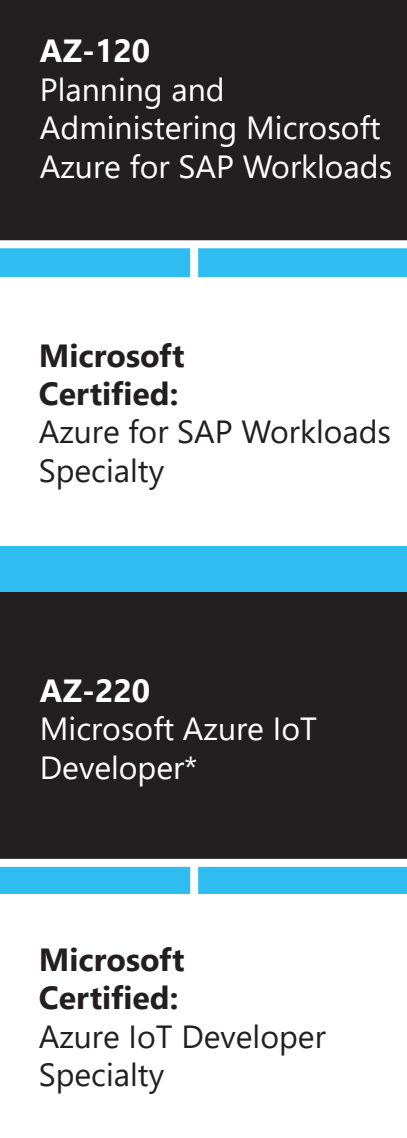 AZ-120
Planning and
Administering Microsoft
Azure for SAP Workloads
Microsoft
Certified:
Azure for SAP Workloads
Specialty
AZ-220
Microsoft Azure IoT
Developer*
Microsoft
Certified:
Azure IoT Developer
Specialty